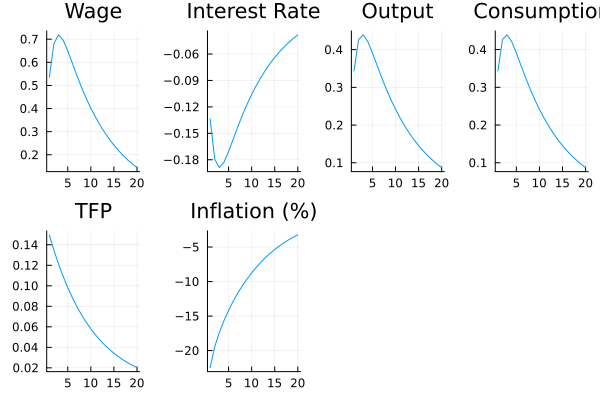 Wage
Interest Rate
Output
Consumption
0.7
0.6
0.5
0.4
0.3
0.2
5 10 15 20
−0.06
−0.09
−0.12
−0.15
−0.18
5 10 15 20
0.4
0.3
0.2
0.1
5 10 15 20
0.4
0.3
0.2
0.1
5 10 15 20
TFP
Inflation (%)
0.14
0.12
0.10
0.08
0.06
0.04
0.02
5 10 15 20
−5
−10
−15
−20
5 10 15 20